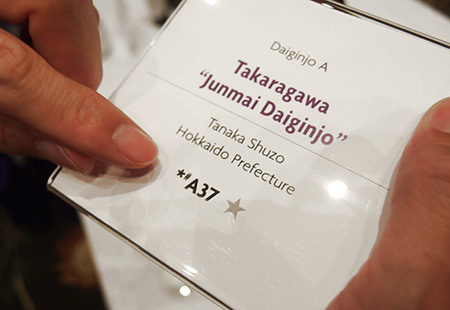 Daiginjo A
Takaragawa
“Junmai Daiginjo”
Tanaka Shuzo
Hokkaido Prefecture
*#A37 ★